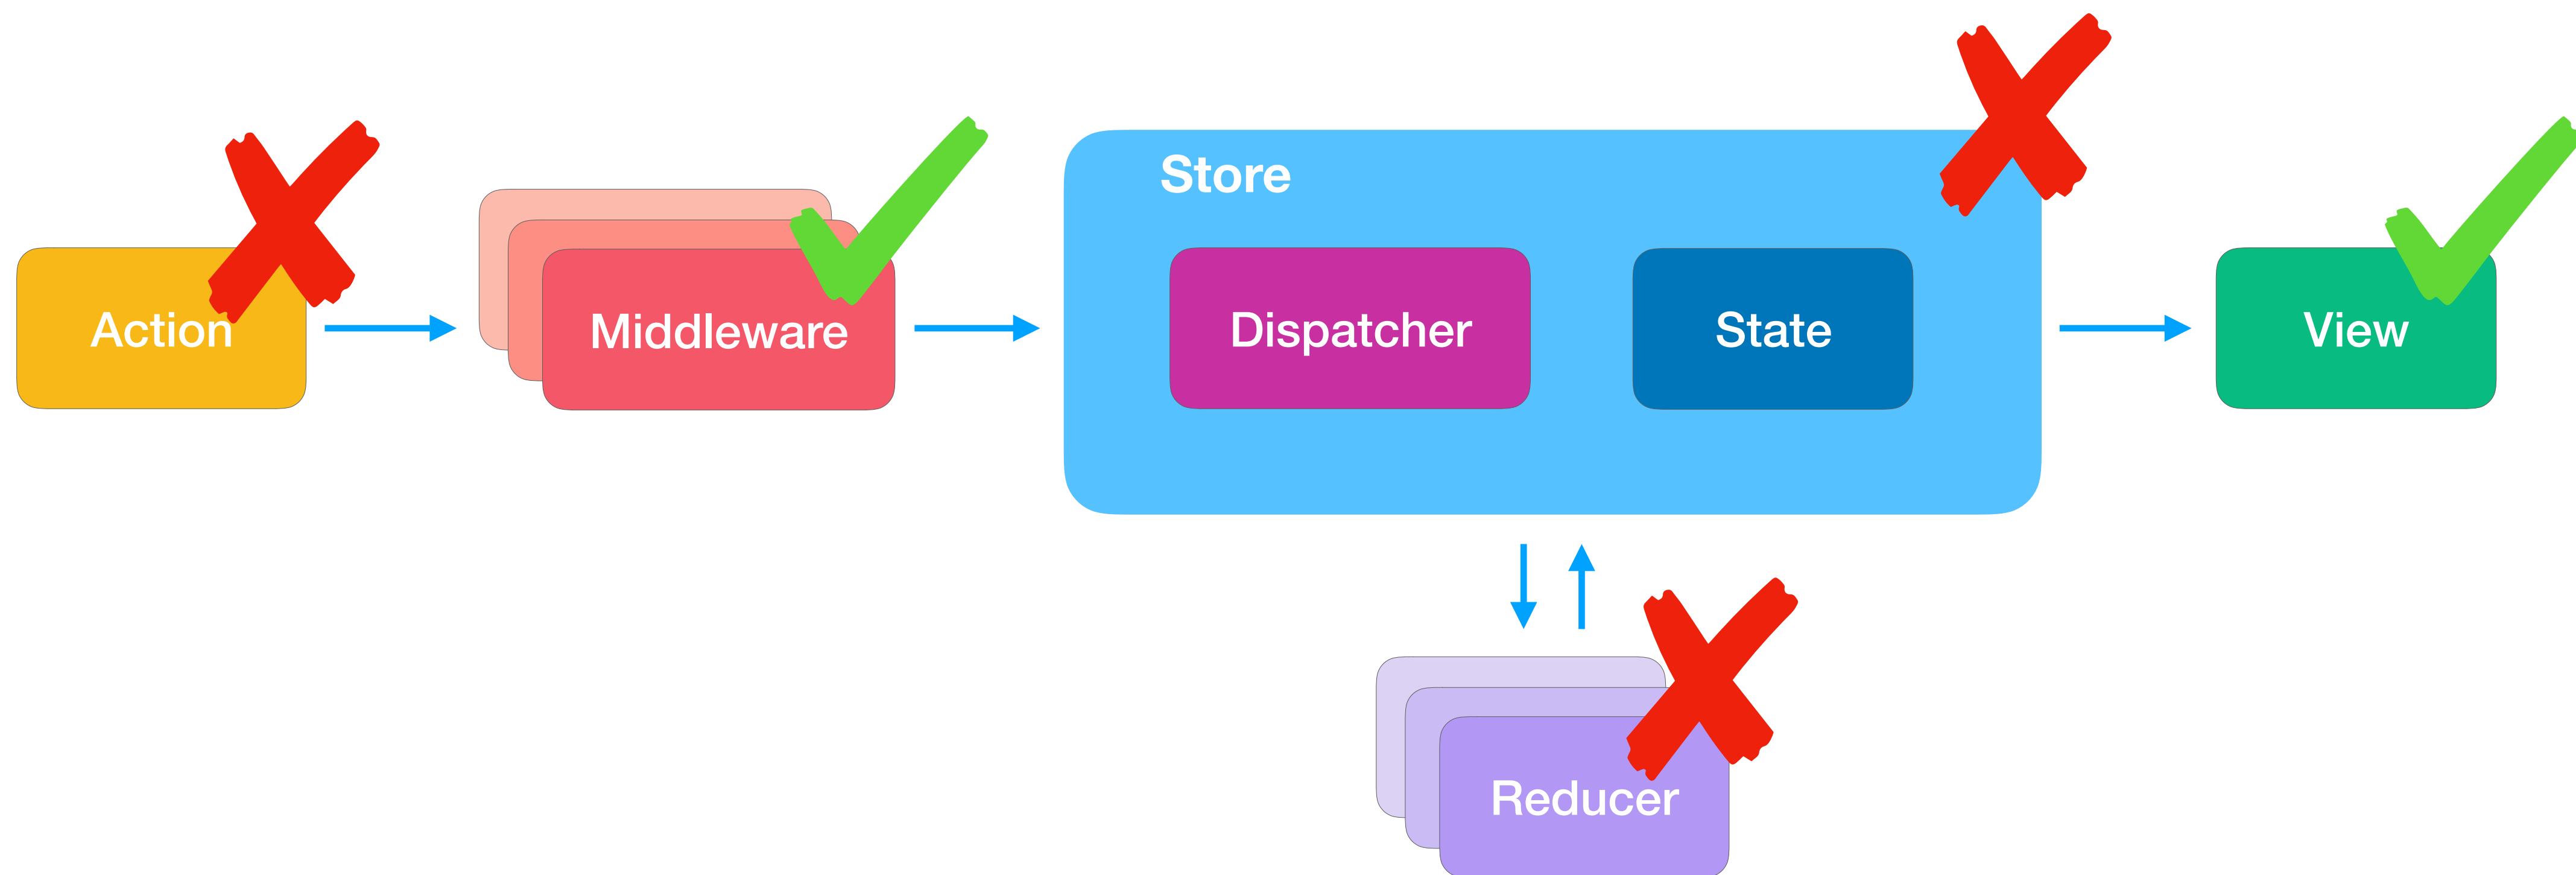 Store
Action
Middleware
Dispatcher
State
View
Reducer